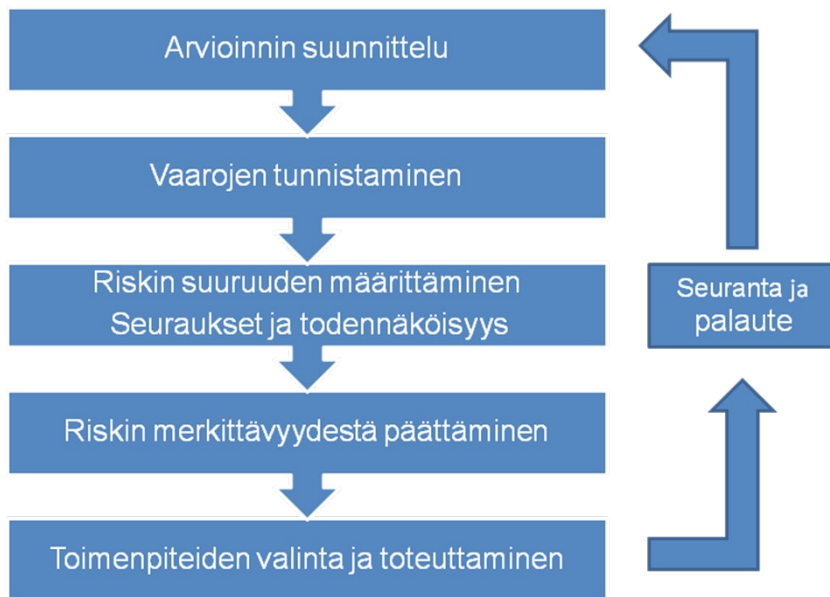 Arvioinnin suunnittelu
Vaarojen tunnistaminen
Riskin suuruuden määrittäminen
Seuraukset ja todennäköisyys
Riskin merkittävyydestä päättäminen
Toimenpiteiden valinta ja toteuttaminen
Seuranta ja
palaute